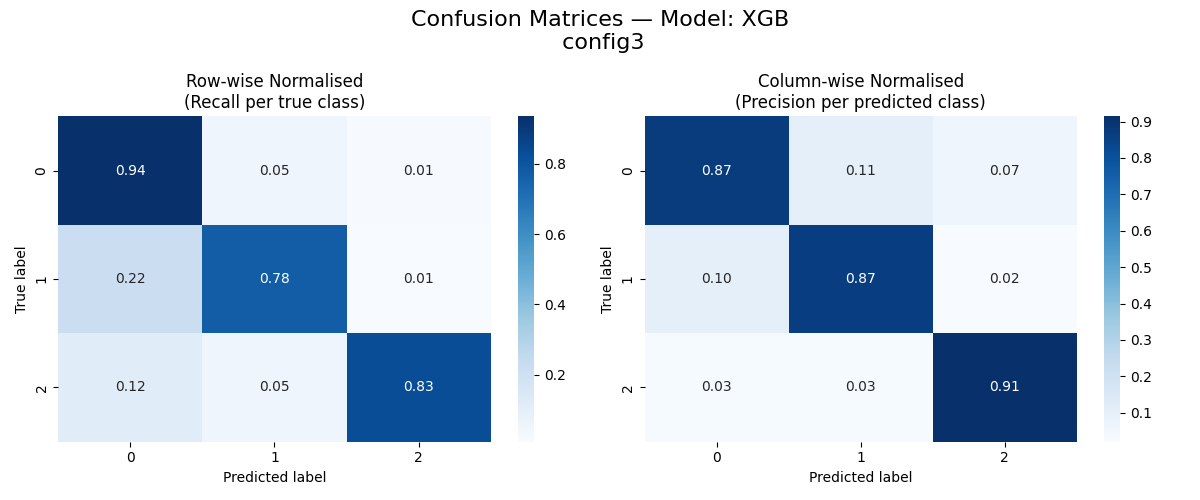 Confusion Matrices — Model: XGB
config3
Row-wise Normalised
(Recall per true class)
True label
0
1
2
0.94 0.05 0.01
0.22 0.78 0.01
0.12 0.05 0.83
0 1 2
Predicted label
0.8
0.6
0.4
0.2
Column-wise Normalised
(Precision per predicted class)
True label
0
1
2
0.87 0.11 0.07
0.10 0.87 0.02
0.03 0.03 0.91
0 1 2
Predicted label
0.9
0.8
0.7
0.6
0.5
0.4
0.3
0.2
0.1